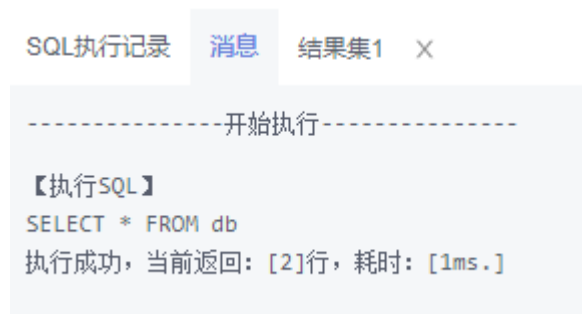 SQL执行记录 消息 结果集1 ×
---------------开始执行---------------
【执行SQL】
SELECT * FROM db
执行成功，当前返回：[2]行，耗时：[1ms.]